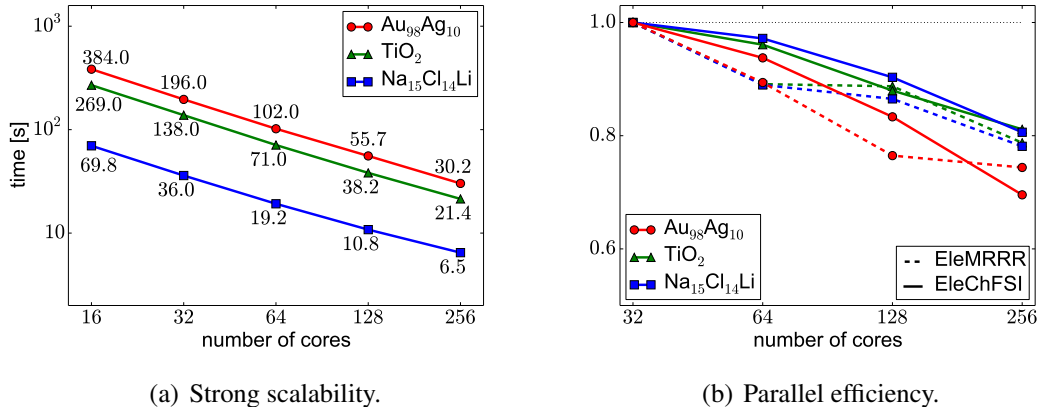 10³
10²
10
time [s]
384.0
196.0
102.0
55.7
30.2
269.0
138.0
71.0
38.2
21.4
69.8
36.0
19.2
10.8
6.5
Au₉₈Ag₁₀
TiO₂
Na₁₅Cl₁₄Li
16 32 64 128 256
number of cores
(a) Strong scalability.
1.0
0.8
0.6
Au₉₈Ag₁₀
TiO₂
Na₁₅Cl₁₄Li
EleMRRR
EleChFSI
32 64 128 256
number of cores
(b) Parallel efficiency.